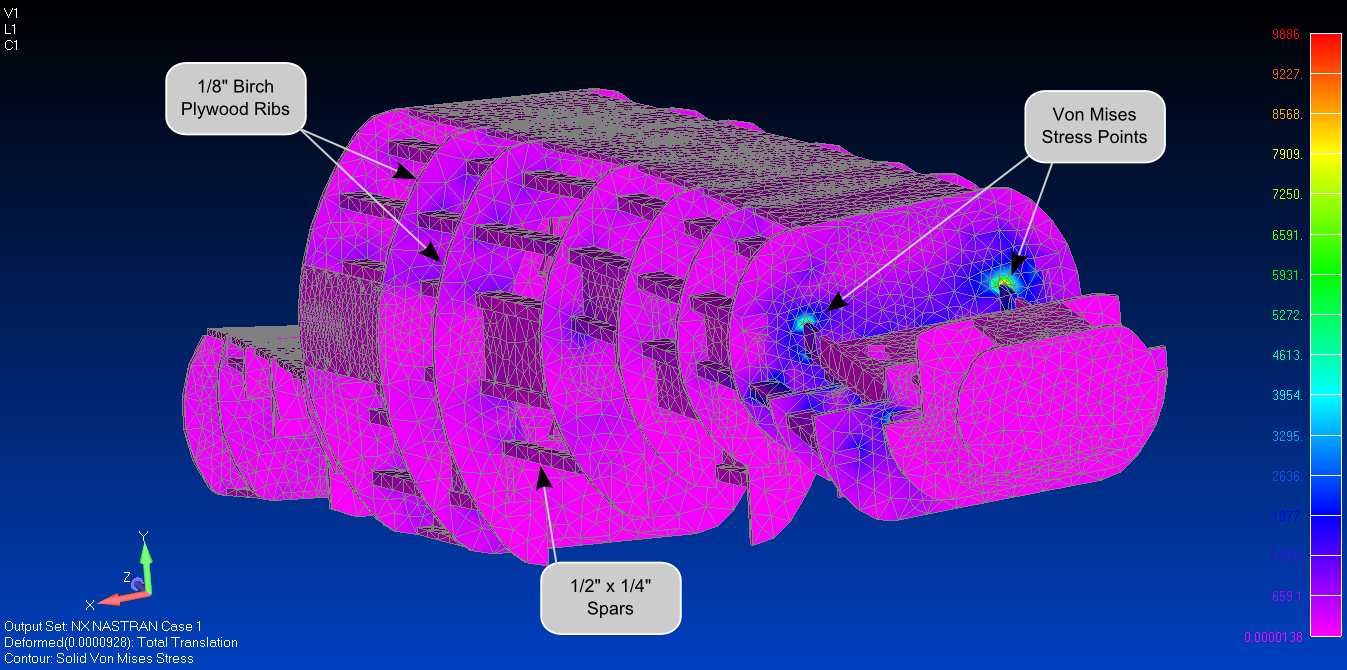 V1
L1
C1
1/8" Birch
Plywood Ribs
Von Mises
Stress Points
9886.
9227.
8568.
7909.
7250.
6591.
5931.
5272.
4613.
3954.
3295.
2636.
1977.
1318.
659.1
0.0000138
1/2" x 1/4"
Spars
Y
Z
X
Output Set: NX NASTRAN Case 1
Deformed(0.0000928): Total Translation
Contour: Solid Von Mises Stress